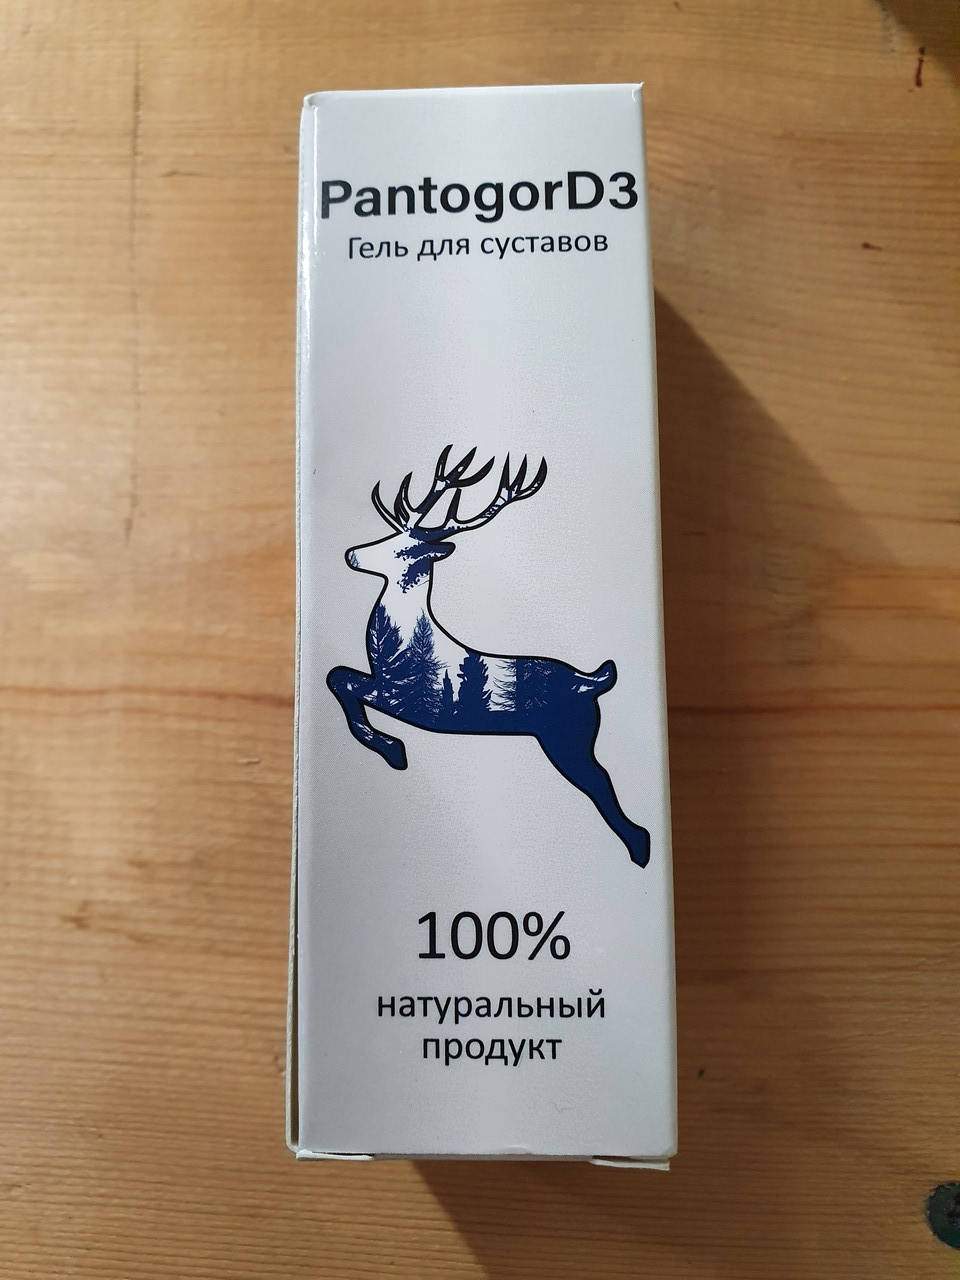 PantogorD3
Гель для суставов
100%
натуральный
продукт